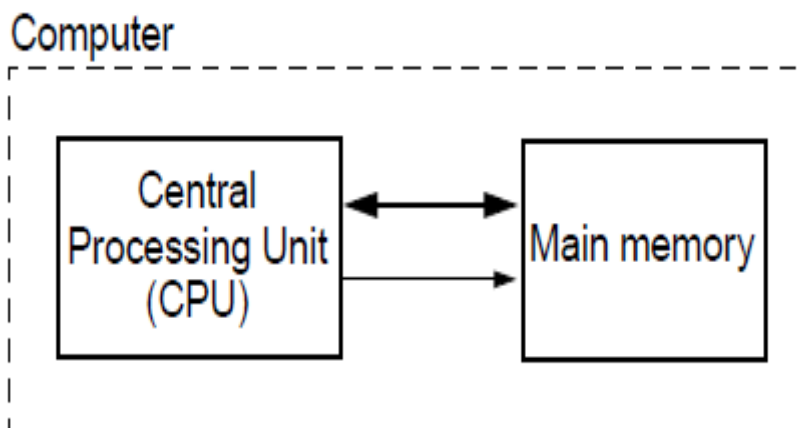 Computer
Central
Processing Unit
(CPU)
Main memory